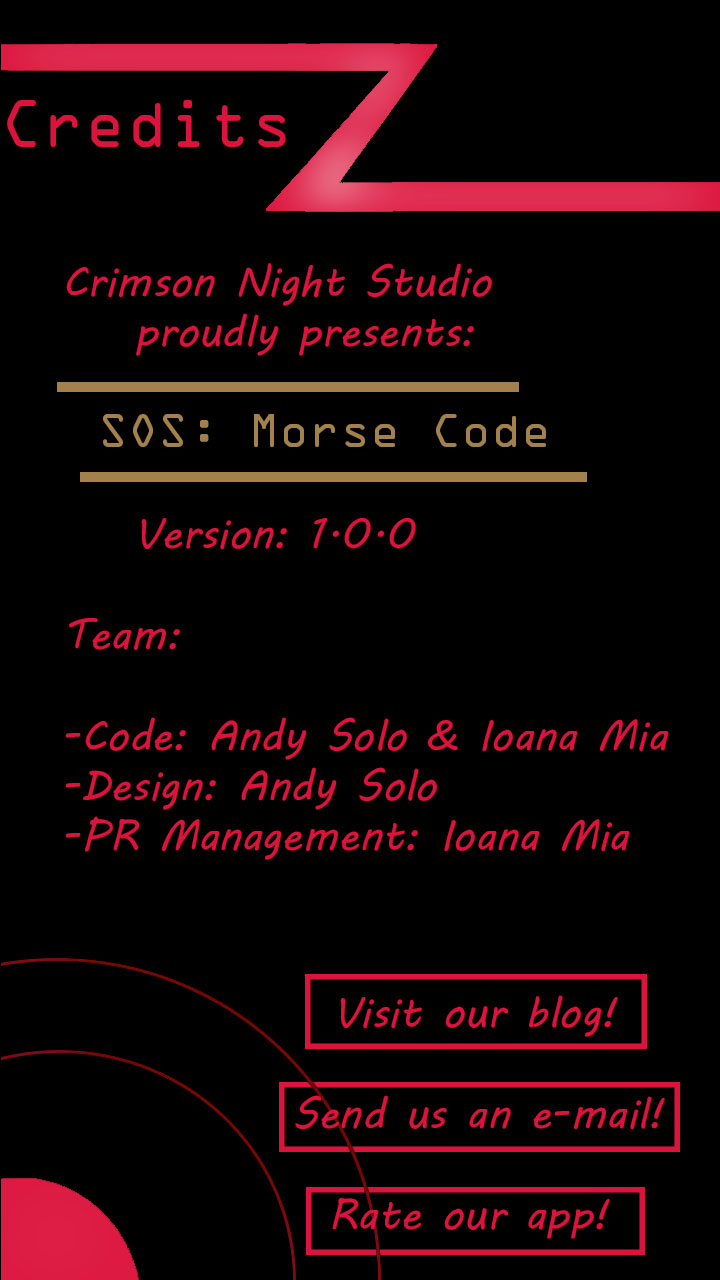 Credits
Crimson Night Studio
proudly presents:
SOS: Morse Code
Version: 1.0.0
Team:
-Code: Andy Solo & Ioana Mia
-Design: Andy Solo
-PR Management: Ioana Mia
Visit our blog!
Send us an e-mail!
Rate our app!